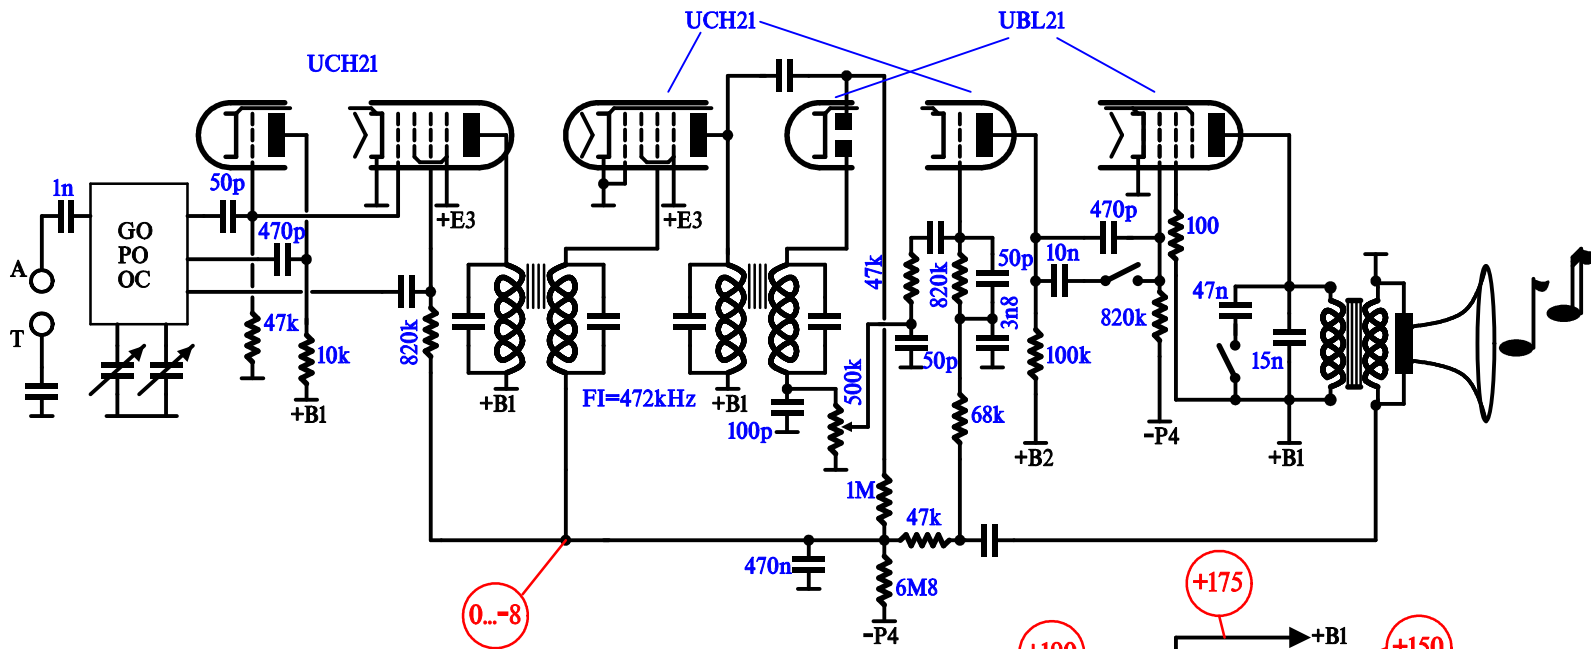 UCH21
UCH21
UBL21
1n
GO
PO
OC
A
T
50p
470p
47k
10k
+B1
+E3
820k
+B1
FI=472kHz
+E3
+B1
100p
500k
47k
820k
50p
3n8
50p
68k
10n
470p
100
100k
820k
+B2
-P4
47n
15n
+B1
1M
47k
470n
6M8
-P4
0...-8
+175
+B1
+190
+150